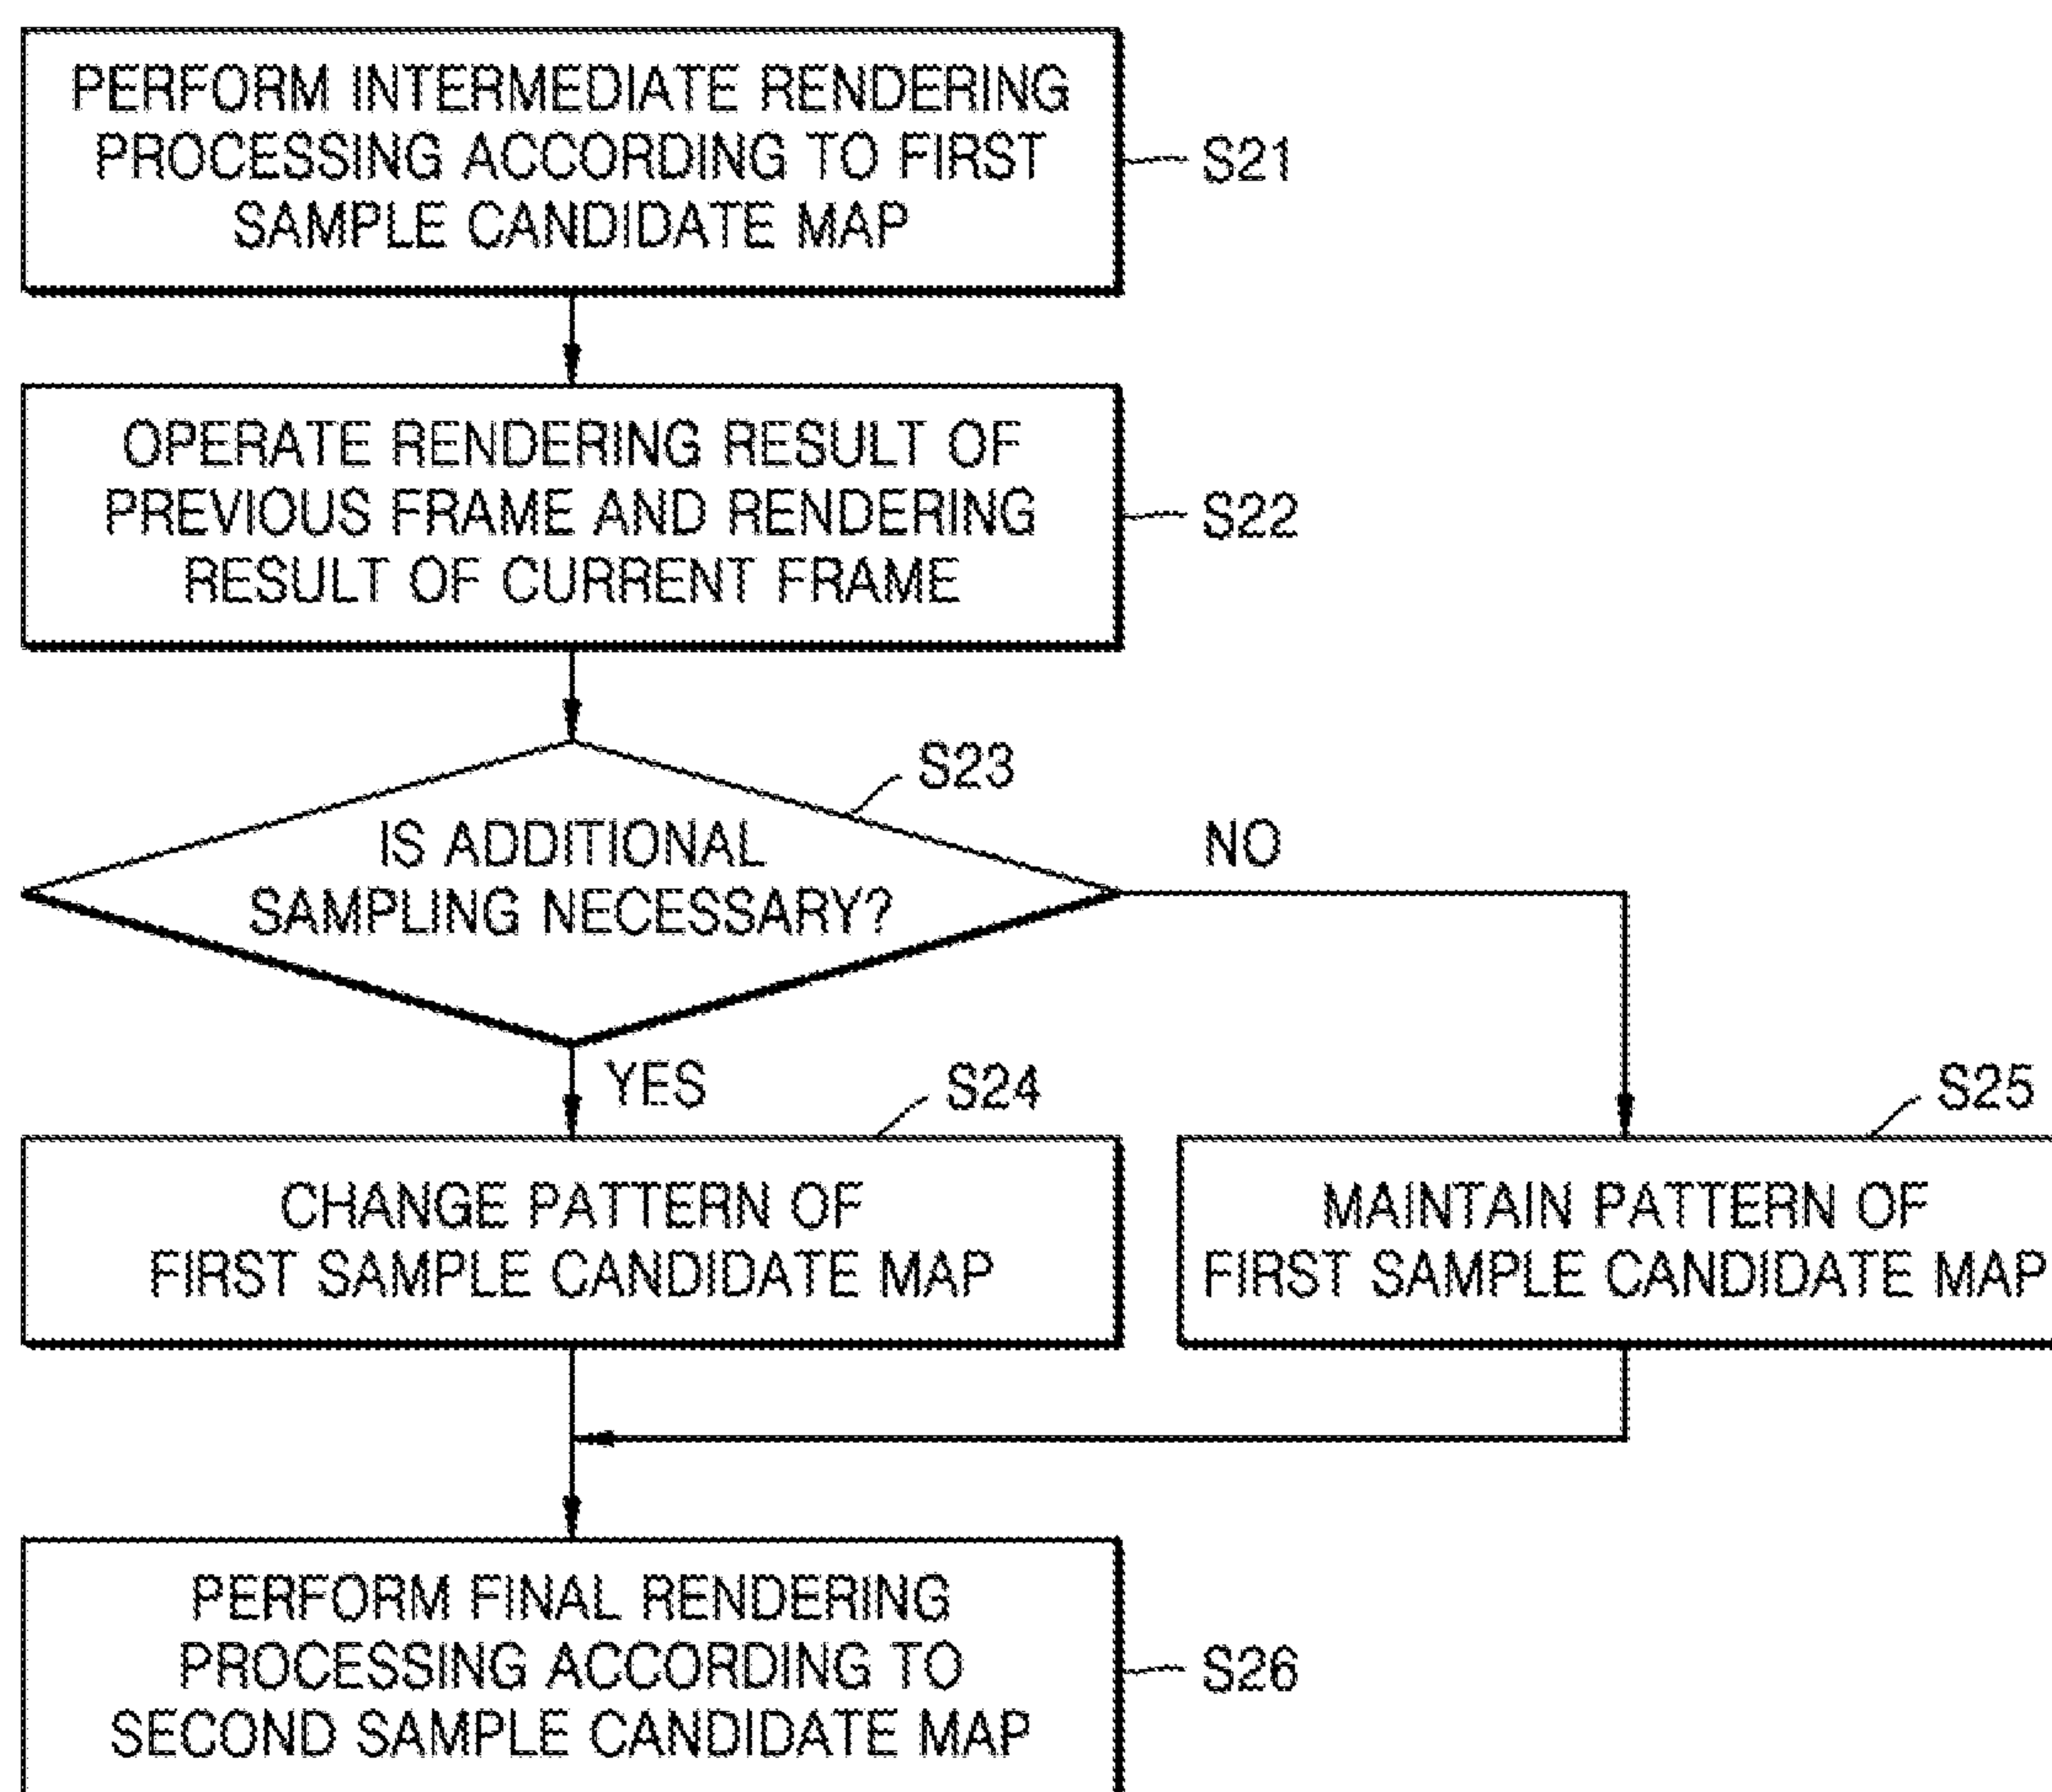 PERFORM INTERMEDIATE RENDERING
PROCESSING ACCORDING TO FIRST
SAMPLE CANDIDATE MAP
S21
OPERATE RENDERING RESULT OF
PREVIOUS FRAME AND RENDERING
RESULT OF CURRENT FRAME
S22
S23
IS ADDITIONAL
SAMPLING NECESSARY?
NO
YES
S24
CHANGE PATTERN OF
FIRST SAMPLE CANDIDATE MAP
S25
MAINTAIN PATTERN OF
FIRST SAMPLE CANDIDATE MAP
PERFORM FINAL RENDERING
PROCESSING ACCORDING TO
SECOND SAMPLE CANDIDATE MAP
S26